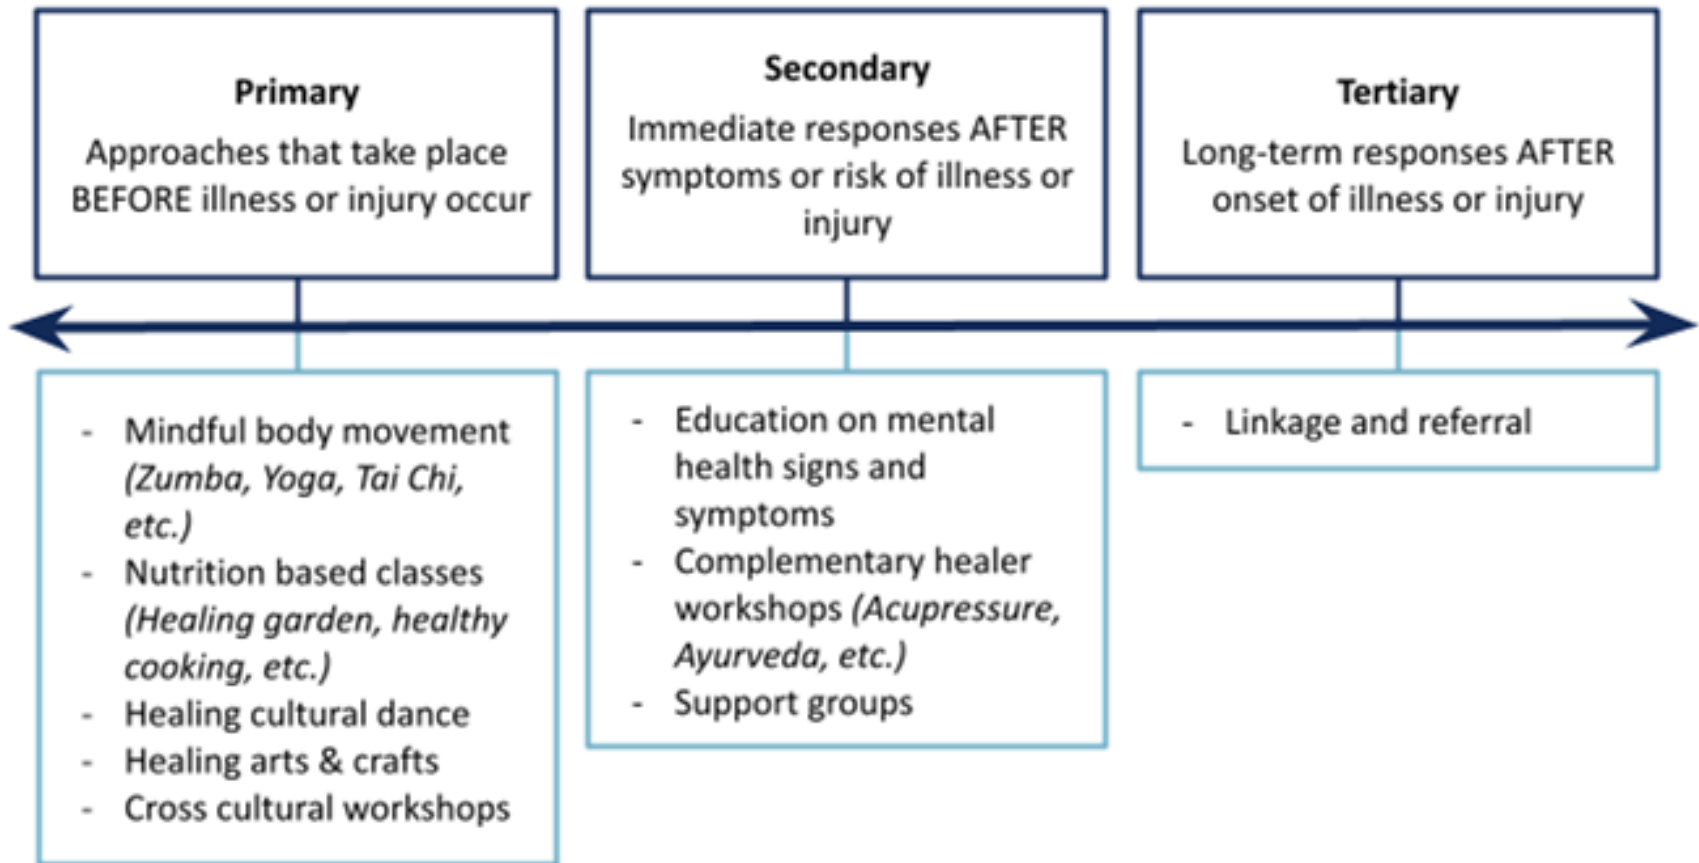 Primary
Approaches that take place
BEFORE illness or injury occur
Secondary
Immediate responses AFTER
symptoms or risk of illness or
injury
Tertiary
Long-term responses AFTER
onset of illness or injury
- Mindful body movement
(Zumba, Yoga, Tai Chi,
etc.)
- Nutrition based classes
(Healing garden, healthy
cooking, etc.)
- Healing cultural dance
- Healing arts & crafts
- Cross cultural workshops
- Education on mental
health signs and
symptoms
- Complementary healer
workshops (Acupressure,
Ayurveda, etc.)
- Support groups
- Linkage and referral